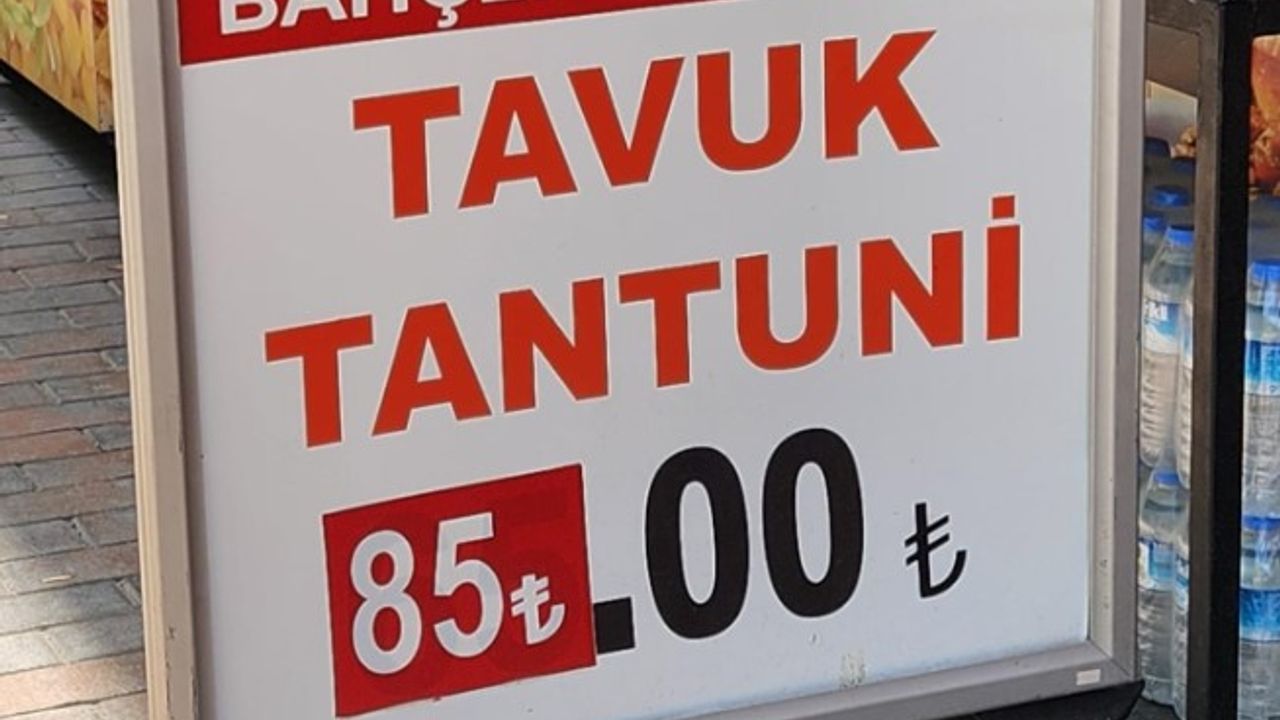 TAVUK
TANTUNİ
85₺.00 ₺